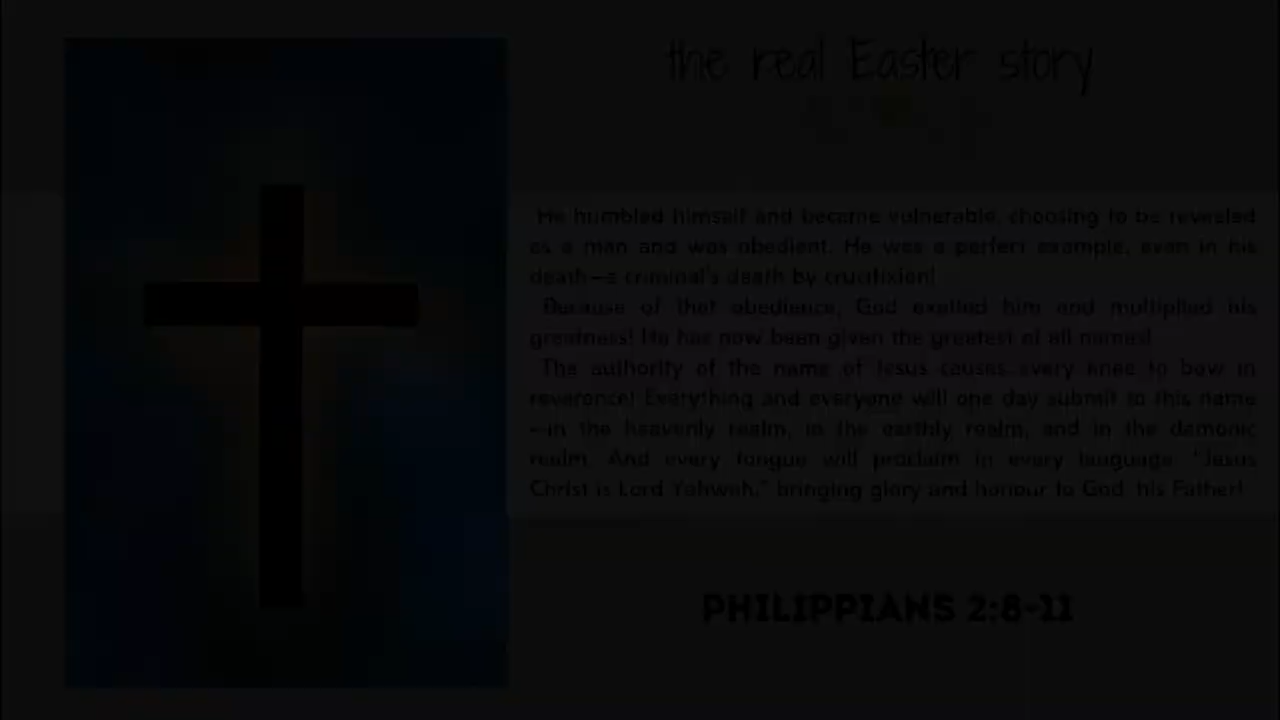 the real Easter story
He humbled himself and became vulnerable, choosing to be revealed
as a man and was obedient. He was a perfect example, even in his
death—a criminal's death by crucifixion!
Because of that obedience, God exalted him and multiplied his
greatness! He has now been given the greatest of all names!
The authority of the name of Jesus causes every knee to bow in
reverence! Everything and everyone will one day submit to this name
—in the heavenly realm, in the earthly realm, and in the demonic
realm. And every tongue will proclaim in every language: "Jesus
Christ is Lord Yahweh," bringing glory and honour to God, his Father!
PHILIPPIANS 2:8-11